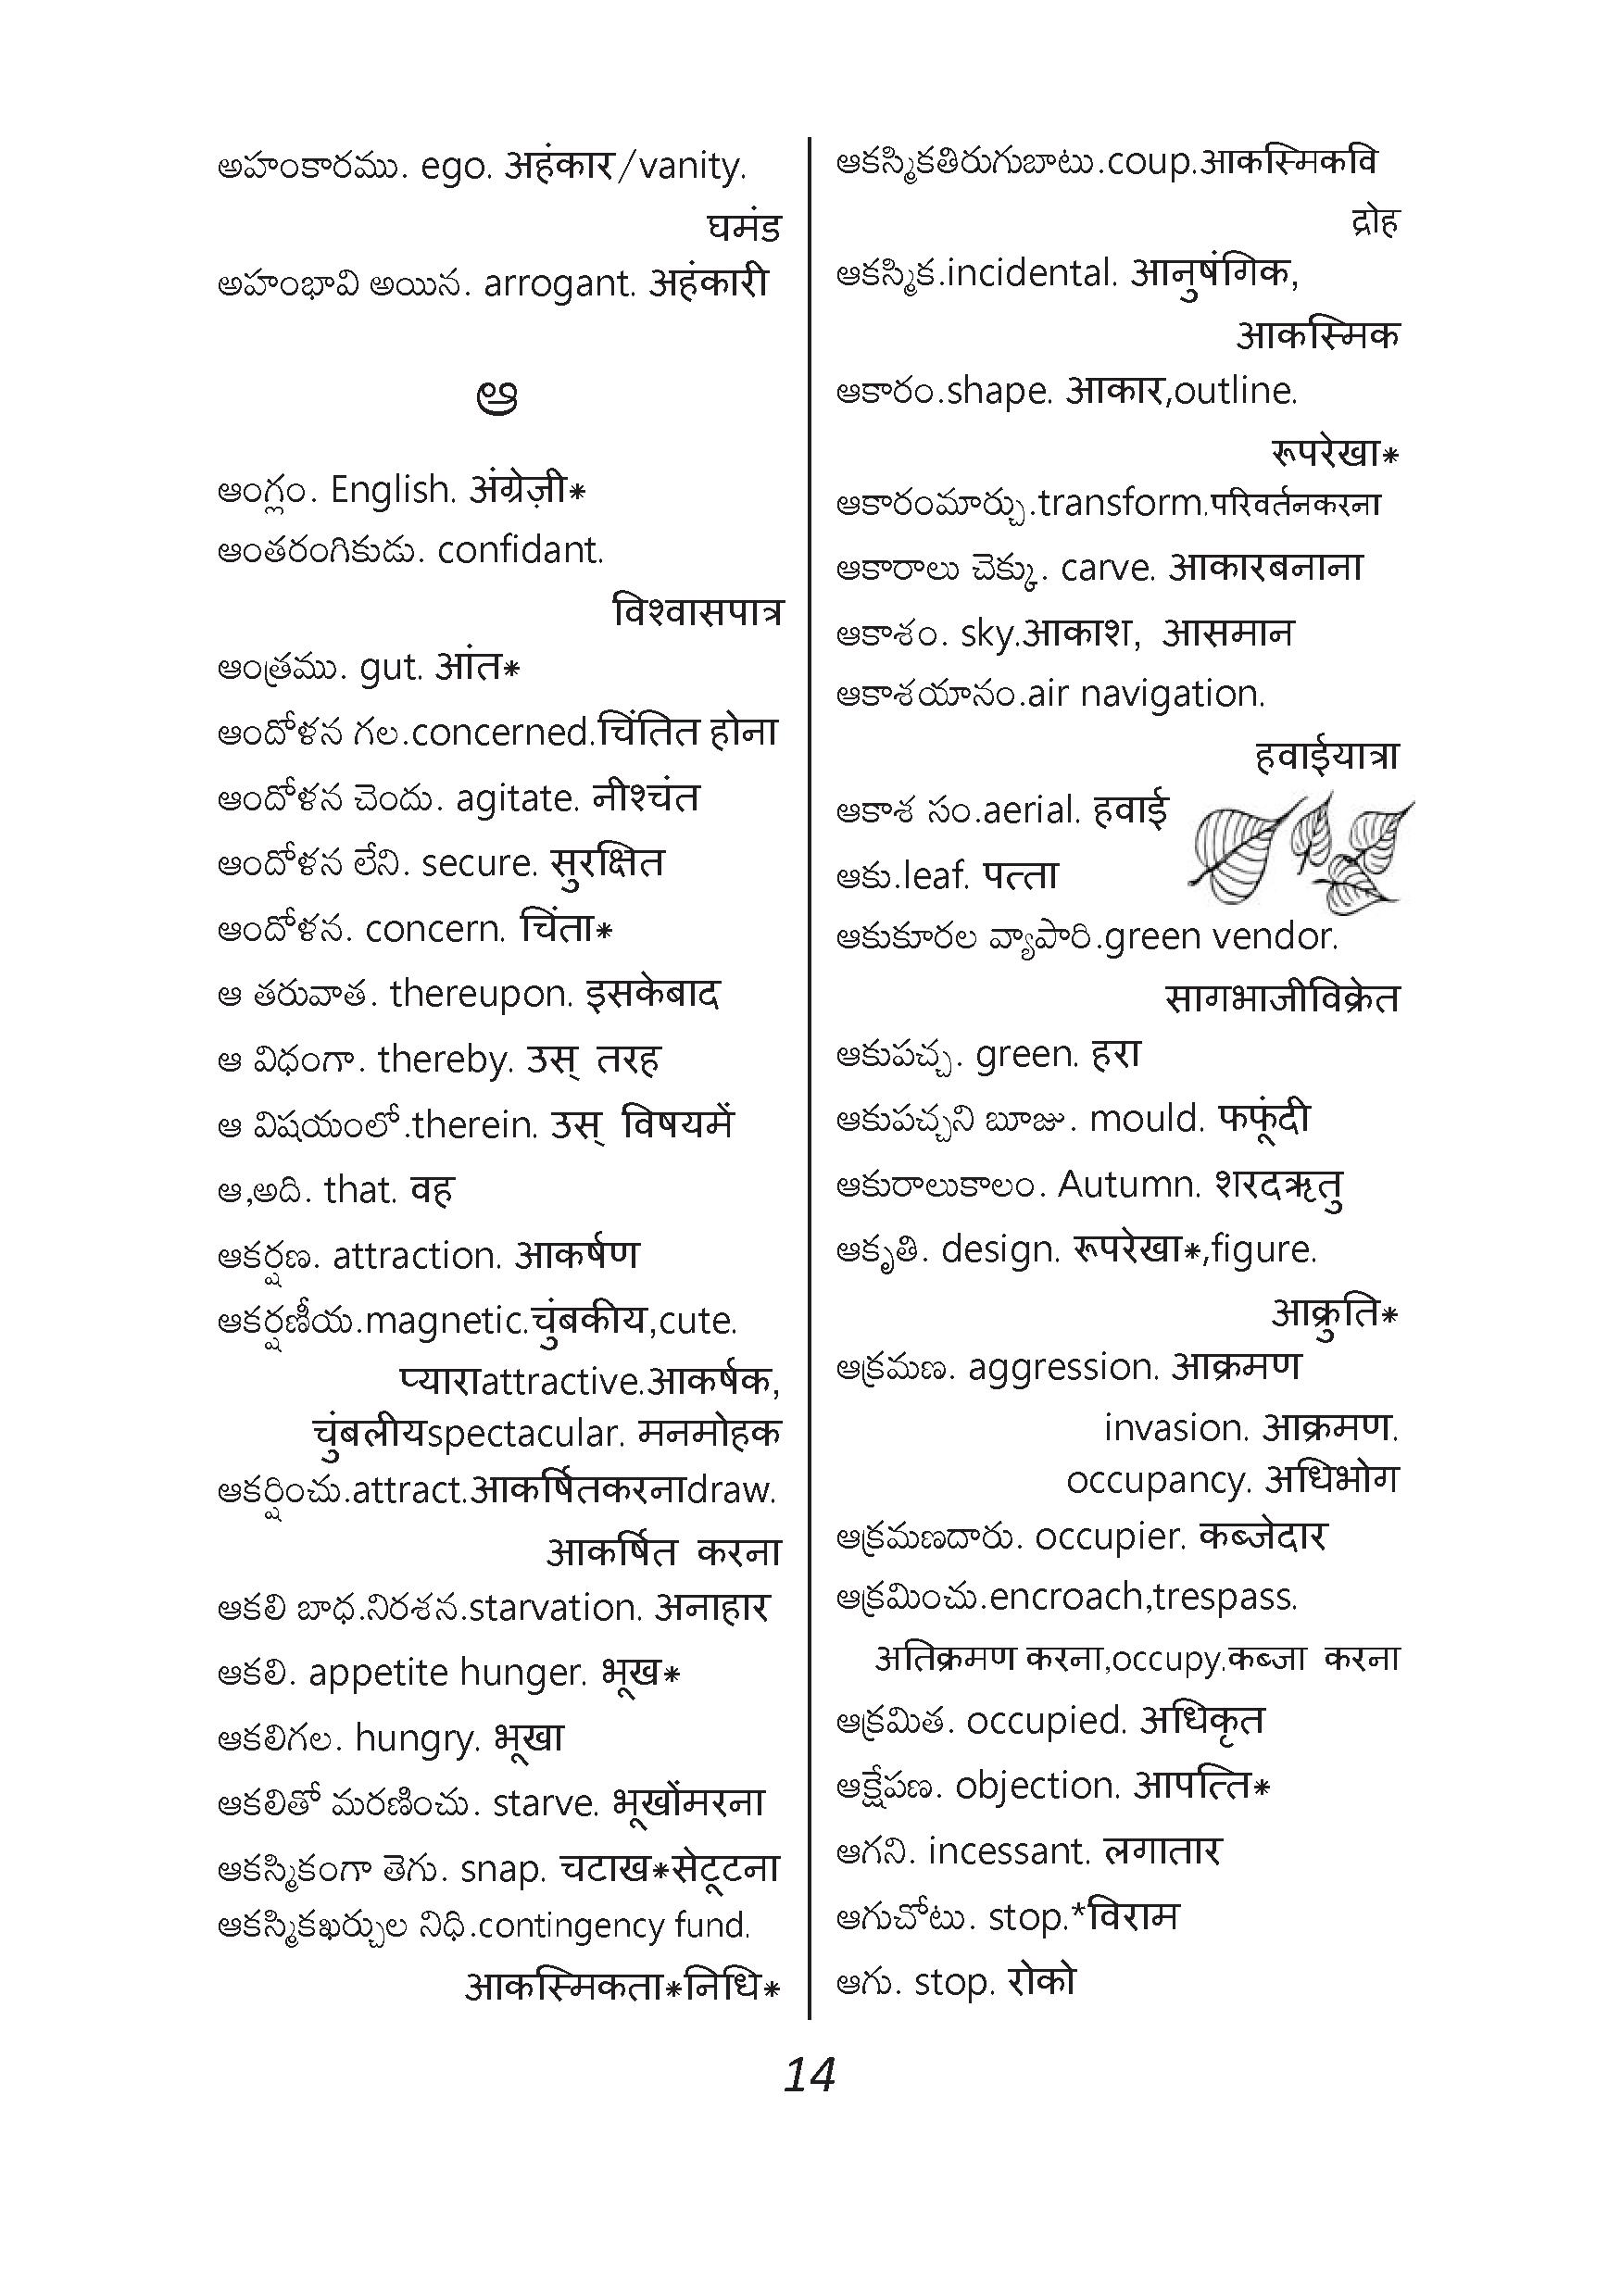 అహంకారము. ego. अहंकार/vanity.
घमंड
అహంభావి అయిన. arrogant. अहंकारी
ఆ
ఆంగ్లం. English. अंग्रेज़ी*
ఆంతరంగికుడు. confidant.
विश्वासपात्र
ఆంత్రము. gut. आंत*
ఆందోళన గల.concerned.चिंतित होना
ఆందోళన చెందు. agitate. नीश्चंत
ఆందోళన లేని. secure. सुरक्षित
ఆందోళన. concern. चिंता*
ఆ తరువాత. thereupon. इसकेबाद
ఆ విధంగా. thereby. उस् तरह
ఆ విషయంలో.therein. उस् विषयमें
ఆ,అది. that. वह
ఆకర్షణ. attraction. आकर्षण
ఆకర్షణీయ.magnetic.चुंबकीय,cute.
प्याराattractive.आकर्षक,
चुंबलीयspectacular. मनमोहक
ఆకర్షించు.attract.आकर्षितकरनाdraw.
आकर्षित करना
ఆకలి బాధ.నిరశన.starvation. अनाहार
ఆకలి. appetite hunger. भूख*
ఆకలిగల. hungry. भूखा
ఆకలితో మరణించు. starve. भूखोंमरना
ఆకస్మికంగా తెగు. snap. चटाख*सेटूटना
ఆకస్మికఖర్చుల నిధి.contingency fund.
आकस्मिकता*निधि*
ఆకస్మికతిరుగుబాటు.coup.आकस्मिकवि
द्रोह
ఆకస్మిక.incidental. आनुषंगिक,
आकस्मिक
ఆకారం.shape. आकार,outline.
रूपरेखा*
ఆకారంమార్చు.transform.परिवर्तनकरना
ఆకారాలు చెక్కు. carve. आकारबनाना
ఆకాశం. sky.आकाश, आसमान
ఆకాశయానం.air navigation.
हवाईयात्रा
ఆకాశ సం.aerial. हवाई
ఆకు.leaf. पत्ता
ఆకుకూరల వ్యాపారి.green vendor.
सागभाजीविक्रेत
ఆకుపచ్చ. green. हरा
ఆకుపచ్చని బూజు. mould. फफूंदी
ఆకురాలుకాలం. Autumn. शरदऋतु
ఆకృతి. design. रूपरेखा*,figure.
आक्रुति*
ఆక్రమణ. aggression. आक्रमण
invasion. आक्रमण.
occupancy. अधिभोग
ఆక్రమణదారు. occupier. कब्जेदार
ఆక్రమించు.encroach,trespass.
अतिक्रमण करना,occupy.कब्जा करना
ఆక్రమిత. occupied. अधिकृत
ఆక్షేపణ. objection. आपत्ति*
ఆగని. incessant. लगातार
ఆగుచోటు. stop.*विराम
ఆగు. stop. रोको
14